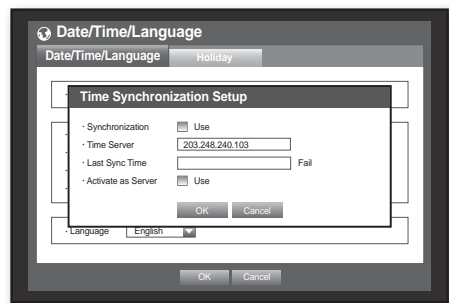 Date/Time/Language
Date/Time/Language Holiday
Time Synchronization Setup
· Synchronization Use
· Time Server 203.248.240.103
· Last Sync Time Fail
· Activate as Server Use
OK Cancel
· Language English
OK Cancel